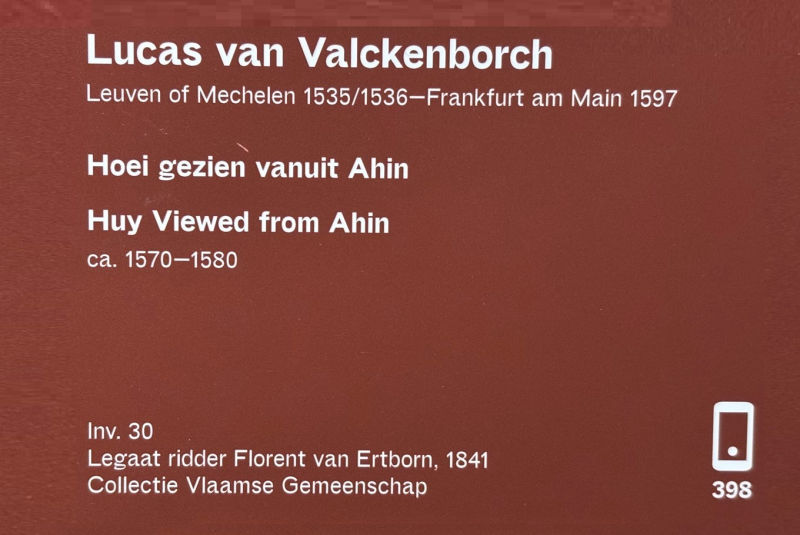 Lucas van Valckenborch
Leuven of Mechelen 1535/1536–Frankfurt am Main 1597
Hoei gezien vanuit Ahin
Huy Viewed from Ahin
ca. 1570–1580
Inv. 30
Legaat ridder Florent van Ertborn, 1841
Collectie Vlaamse Gemeenschap
398